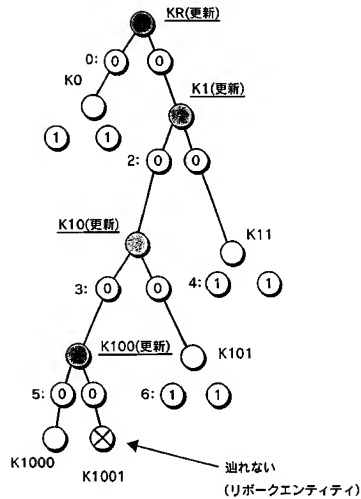 KR(更新)
0: 0 0
K0
K1(更新)
1 1
2: 0 0
K10(更新)
K11
3: 0 0
4: 1 1
K100(更新)
K101
5: 0 0
6: 1 1
K1000
K1001
辿れない
(リボークエンティティ)